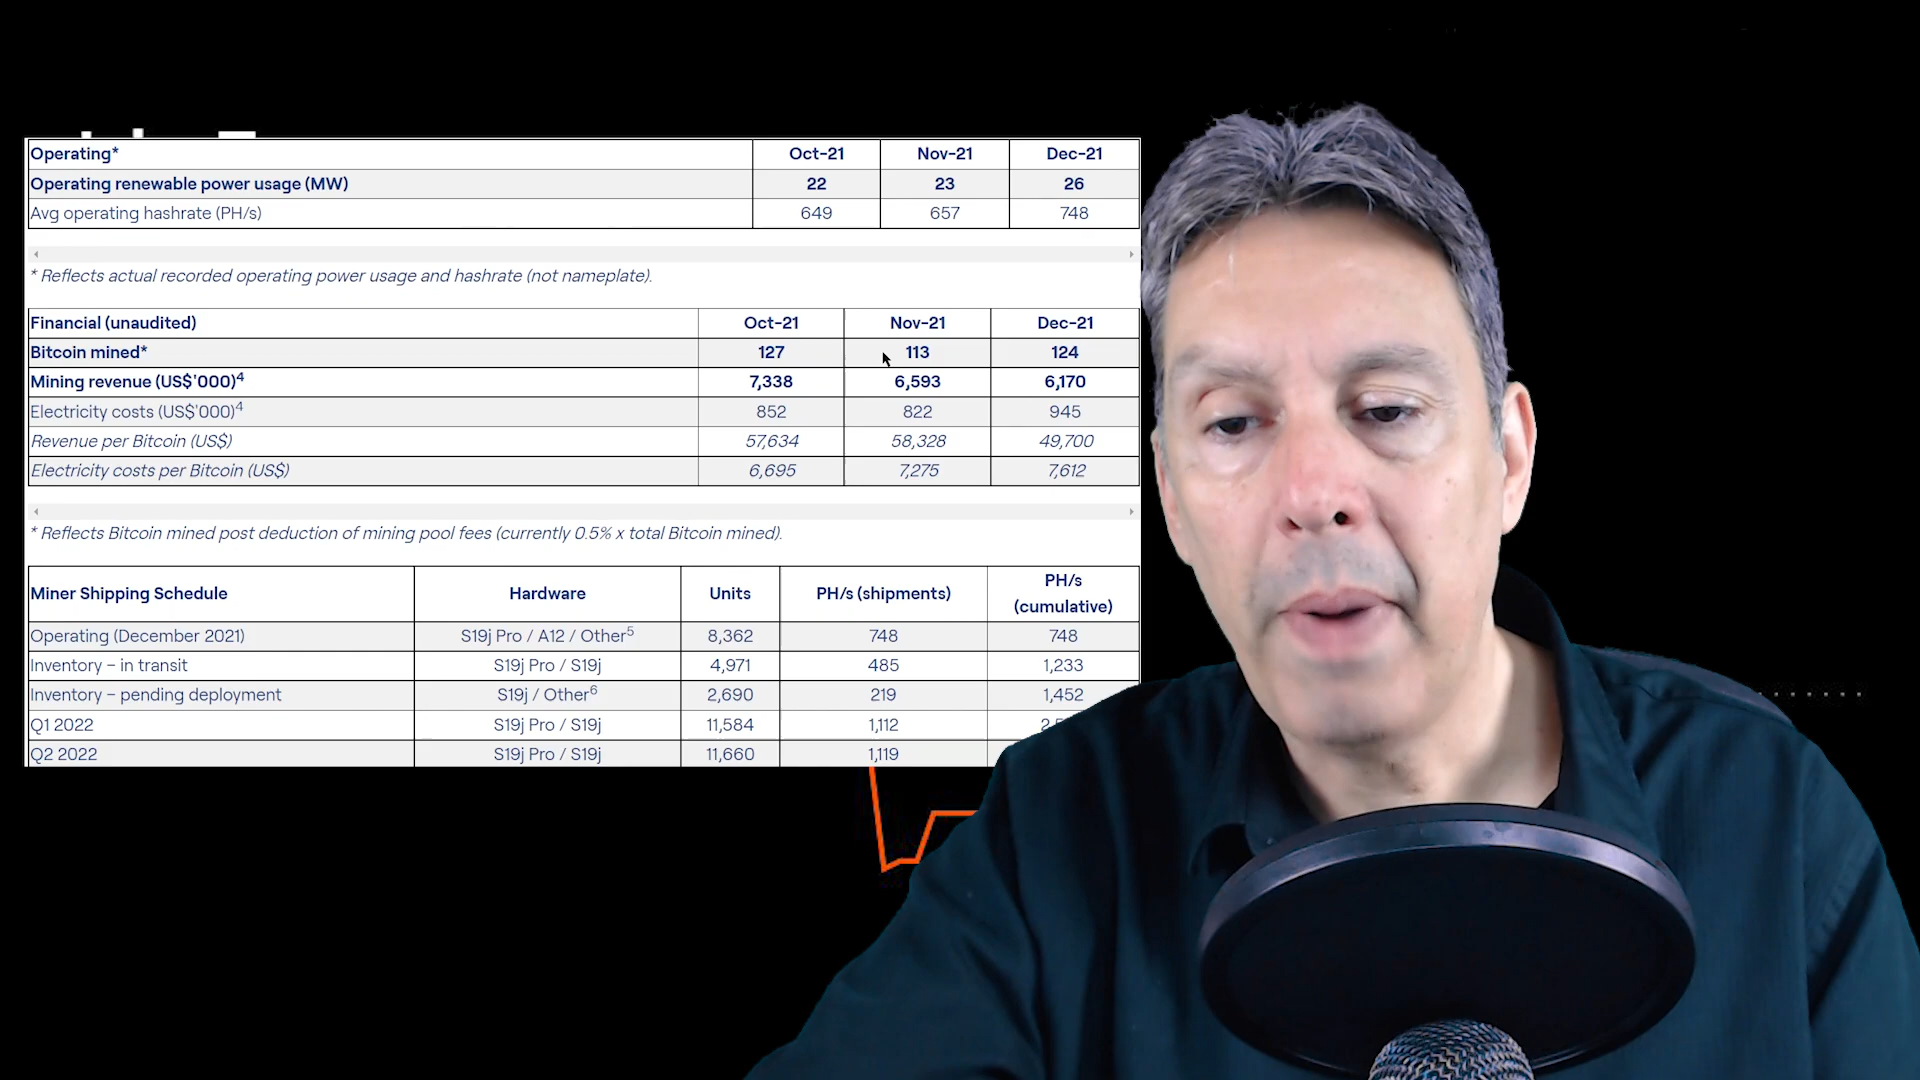 Operating* Oct-21 Nov-21 Dec-21
Operating renewable power usage (MW) 22 23 26
Avg operating hashrate (PH/s) 649 657 748
* Reflects actual recorded operating power usage and hashrate (not nameplate).
Financial (unaudited) Oct-21 Nov-21 Dec-21
Bitcoin mined* 127 113 124
Mining revenue (US$'000)4 7,338 6,593 6,170
Electricity costs (US$'000)4 852 822 945
Revenue per Bitcoin (US$) 57,634 58,328 49,700
Electricity costs per Bitcoin (US$) 6,695 7,275 7,612
* Reflects Bitcoin mined post deduction of mining pool fees (currently 0.5% x total Bitcoin mined).
Miner Shipping Schedule Hardware Units PH/s (shipments) PH/s
(cumulative)
Operating (December 2021) S19j Pro / A12 / Other5 8,362 748 748
Inventory – in transit S19j Pro / S19j 4,971 485 1,233
Inventory – pending deployment S19j / Other6 2,690 219 1,452
Q1 2022 S19j Pro / S19j 11,584 1,112
Q2 2022 S19j Pro / S19j 11,660 1,119